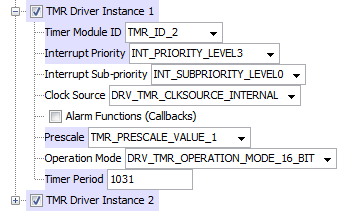 TMR Driver Instance 1
Timer Module ID TMR_ID_2
Interrupt Priority INT_PRIORITY_LEVEL3
Interrupt Sub-priority INT_SUBPRIORITY_LEVEL0
Clock Source DRV_TMR_CLKSOURCE_INTERNAL
Alarm Functions (Callbacks)
Prescale TMR_PRESCALE_VALUE_1
Operation Mode DRV_TMR_OPERATION_MODE_16_BIT
Timer Period 1031
TMR Driver Instance 2